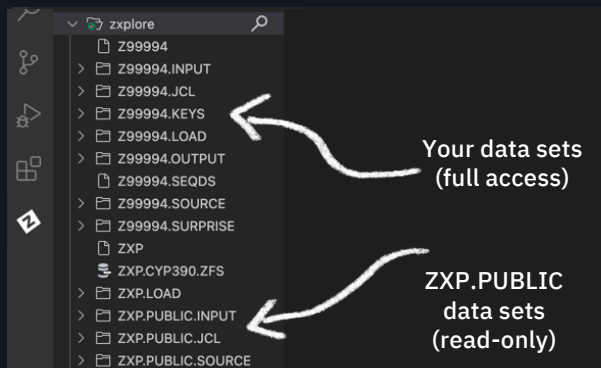 zxplore
Z99994
Z99994.INPUT
Z99994.JCL
Z99994.KEYS
Z99994.LOAD
Z99994.OUTPUT
Z99994.SEQDS
Z99994.SOURCE
Z99994.SURPRISE
ZXP
ZXP.CYP390.ZFS
ZXP.LOAD
ZXP.PUBLIC.INPUT
ZXP.PUBLIC.JCL
ZXP.PUBLIC.SOURCE
Your data sets
(full access)
ZXP.PUBLIC
data sets
(read-only)